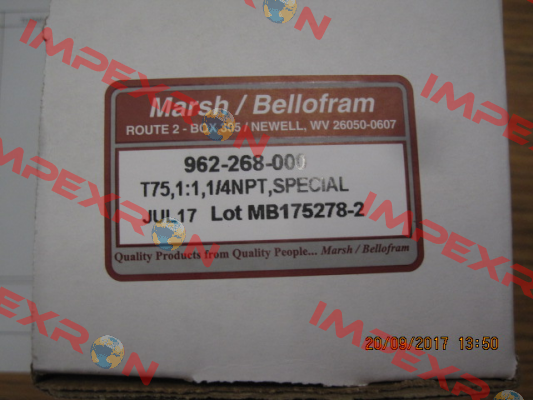 Marsh / Bellofram
ROUTE 2 - BOX 395 / NEWELL, WV 26050-0607
962-268-000
T75,1:1,1/4NPT,SPECIAL
JUL17 Lot MB175278-2
Quality Products from Quality People... Marsh / Bellofram
20/09/2017 13:50
IMPEXRON
IMPEXRON
IMPEXRON
IMPEXRON
IMPEXRON